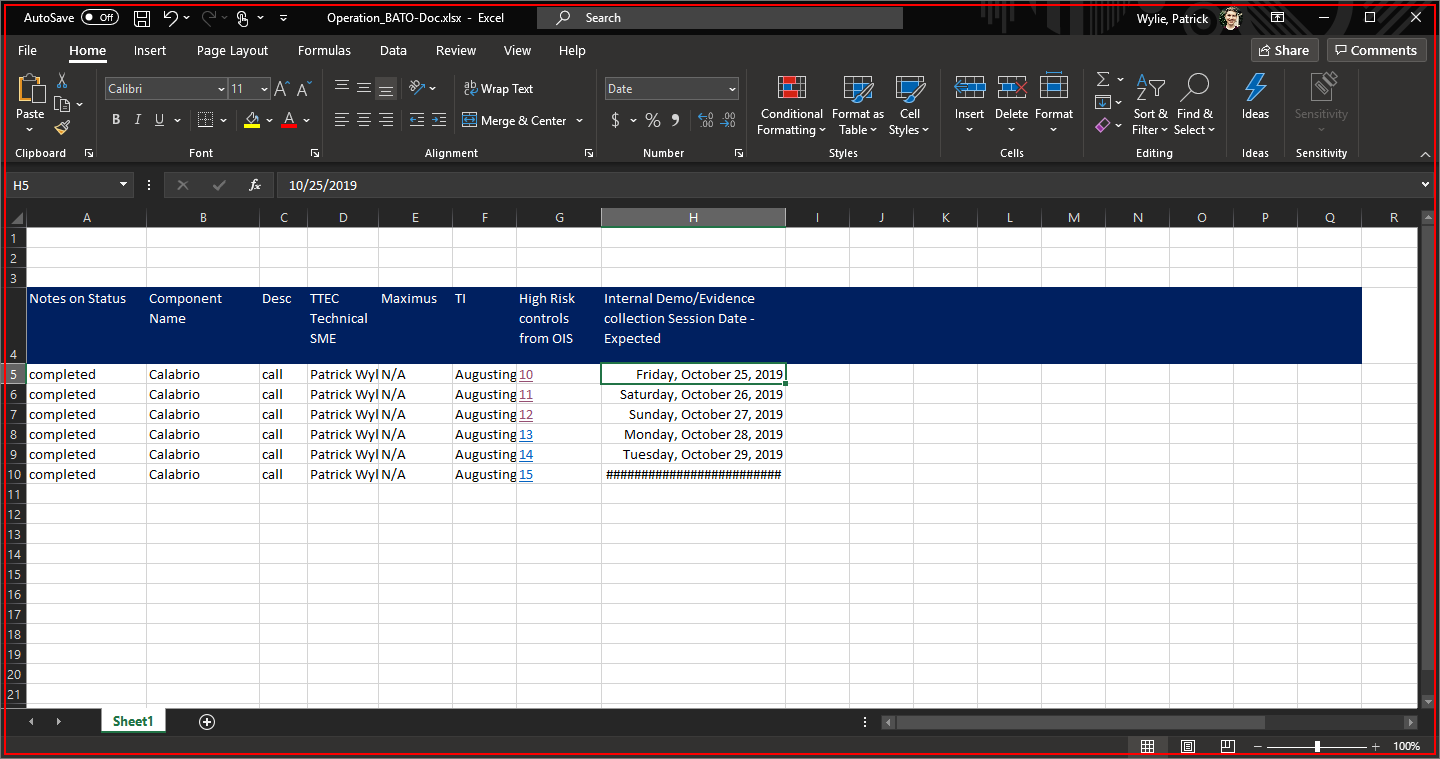 AutoSave Off Operation_BATO-Doc.xlsx - Excel Search Wylie, Patrick
File Home Insert Page Layout Formulas Data Review View Help Share Comments
Paste Calibri 11 Wrap Text Date Conditional Formatting Format as Table Cell Styles Insert Delete Format Sort & Filter Find & Select Ideas Sensitivity
B I U Merge & Center $ % 9
Clipboard Font Alignment Number Styles Cells Editing Ideas Sensitivity
H5 fx 10/25/2019
A B C D E F G H I J K L M N O P Q R
1
2
3
4 Notes on Status Component Name Desc TTEC Technical SME Maximus TI High Risk controls from OIS Internal Demo/Evidence collection Session Date - Expected
5 completed Calabrio call Patrick Wyl N/A Augusting 10 Friday, October 25, 2019
6 completed Calabrio call Patrick Wyl N/A Augusting 11 Saturday, October 26, 2019
7 completed Calabrio call Patrick Wyl N/A Augusting 12 Sunday, October 27, 2019
8 completed Calabrio call Patrick Wyl N/A Augusting 13 Monday, October 28, 2019
9 completed Calabrio call Patrick Wyl N/A Augusting 14 Tuesday, October 29, 2019
10 completed Calabrio call Patrick Wyl N/A Augusting 15 #########################
11
12
13
14
15
16
17
18
19
20
21
Sheet1
100%